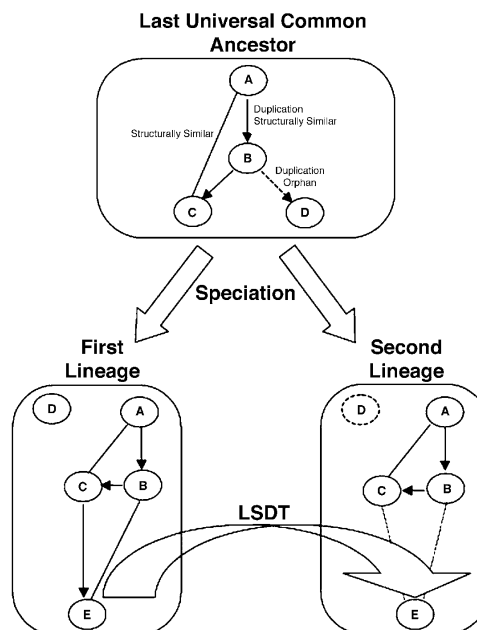 Last Universal Common
Ancestor
A
Duplication
Structurally Similar
Structurally Similar
B
Duplication
Orphan
C
D
Speciation
First
Lineage
Second
Lineage
D
A
C
B
E
LSDT
D
A
C
B
E